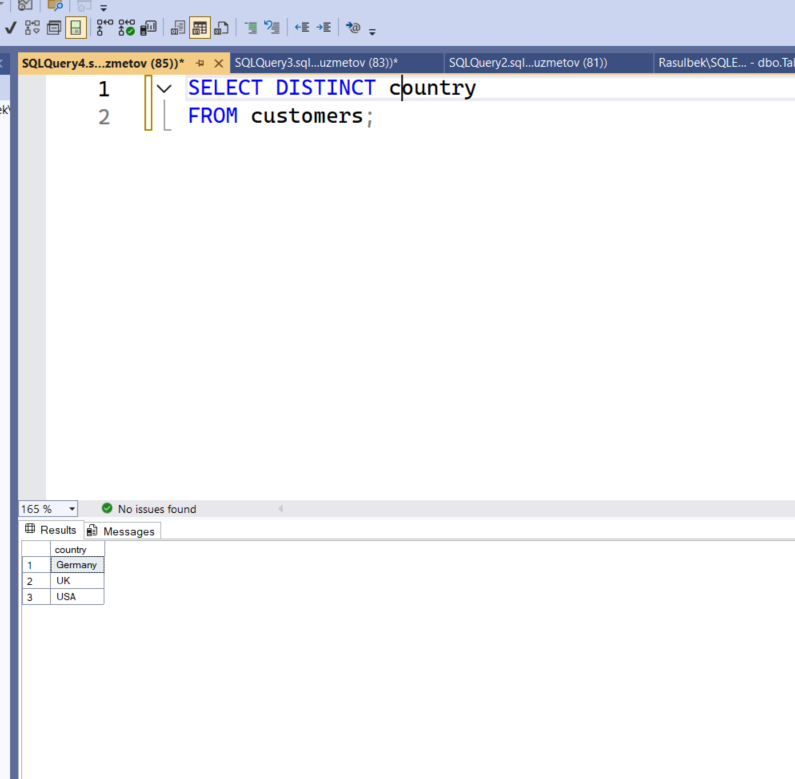 SQLQuery4.s...zmetov (85))*
SQLQuery3.sql...uzmetov (83))*
SQLQuery2.sql...uzmetov (81))
Rasulbek\SQLE... - dbo.Ta
1 SELECT DISTINCT country
2 FROM customers;
165 %
No issues found
Results
Messages
country
1 Germany
2 UK
3 USA